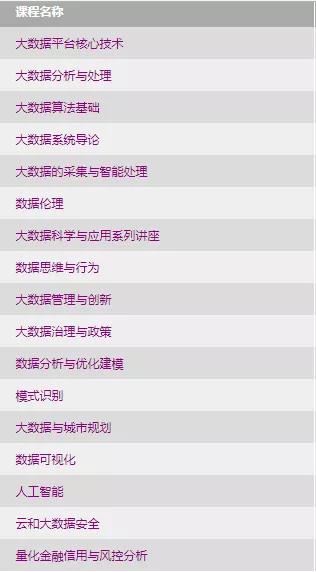 课程名称
大数据平台核心技术
大数据分析与处理
大数据算法基础
大数据系统导论
大数据的采集与智能处理
数据伦理
大数据科学与应用系列讲座
数据思维与行为
大数据管理与创新
大数据治理与政策
数据分析与优化建模
模式识别
大数据与城市规划
数据可视化
人工智能
云和大数据安全
量化金融信用与风控分析